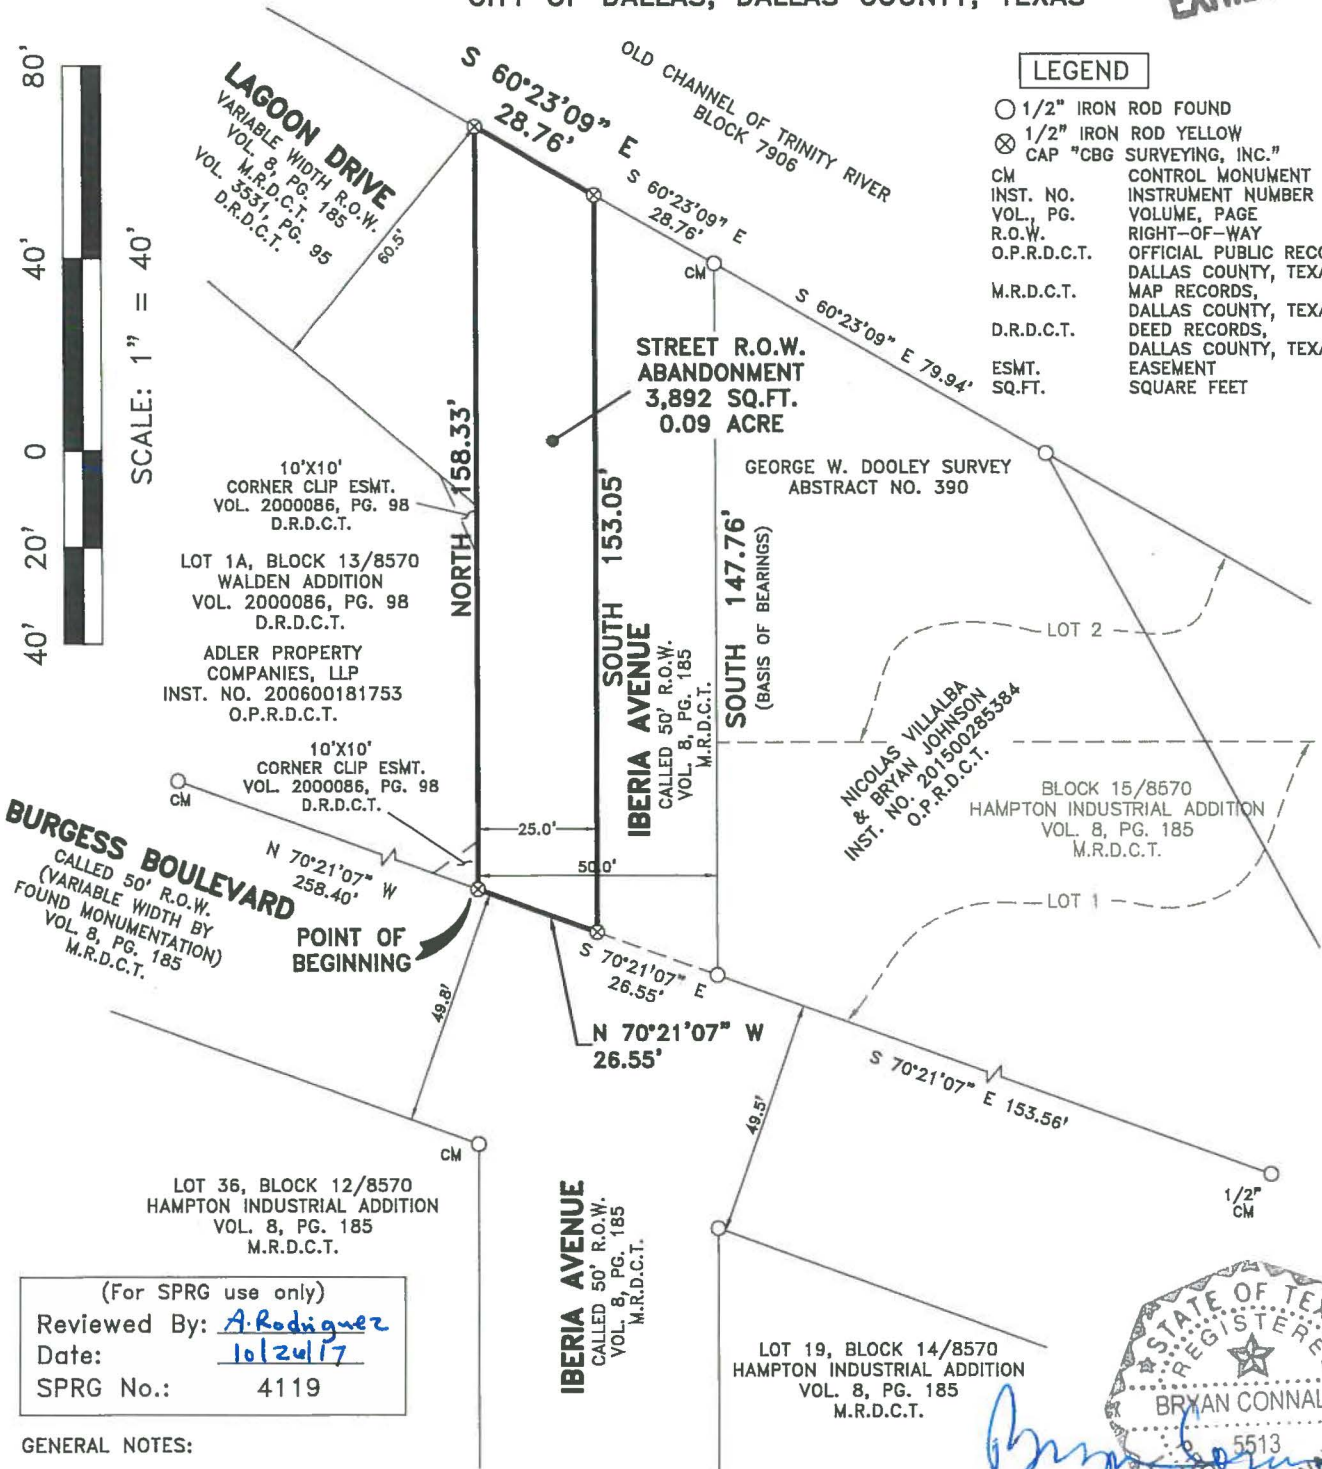 CITY OF DALLAS, DALLAS COUNTY, TEXAS
80'
40'
0
20'
40'
SCALE: 1" = 40'
LAGOON DRIVE
VARIABLE WIDTH R.O.W.
VOL. 8, PG. 185
M.R.D.C.T.
VOL. 3531, PG. 95
D.R.D.C.T.
60.5'
S 60°23'09" E
28.76'
OLD CHANNEL OF TRINITY RIVER
BLOCK 7906
S 60°23'09" E
28.76'
CM
S 60°23'09" E 79.94'
LEGEND
1/2" IRON ROD FOUND
1/2" IRON ROD YELLOW
CAP "CBG SURVEYING, INC."
CM CONTROL MONUMENT
INST. NO. INSTRUMENT NUMBER
VOL., PG. VOLUME, PAGE
R.O.W. RIGHT-OF-WAY
O.P.R.D.C.T. OFFICIAL PUBLIC
DALLAS COUNTY,
M.R.D.C.T. MAP RECORDS,
DALLAS COUNTY,
D.R.D.C.T. DEED RECORDS,
DALLAS COUNTY,
ESMT. EASEMENT
SQ.FT. SQUARE FEET
STREET R.O.W.
ABANDONMENT
3,892 SQ.FT.
0.09 ACRE
GEORGE W. DOOLEY SURVEY
ABSTRACT NO. 390
10'X10'
CORNER CLIP ESMT.
VOL. 2000086, PG. 98
D.R.D.C.T.
NORTH 158.33'
SOUTH 153.05'
SOUTH 147.76'
(BASIS OF BEARINGS)
LOT 1A, BLOCK 13/8570
WALDEN ADDITION
VOL. 2000086, PG. 98
D.R.D.C.T.
ADLER PROPERTY
COMPANIES, LLP
INST. NO. 200600181753
O.P.R.D.C.T.
10'X10'
CORNER CLIP ESMT.
VOL. 2000086, PG. 98
D.R.D.C.T.
IBERIA AVENUE
CALLED 50' R.O.W.
VOL. 8, PG. 185
M.R.D.C.T.
LOT 2
NICOLAS VILLALBA
& BRYAN JOHNSON
INST. NO. 201500285384
O.P.R.D.C.T.
BLOCK 15/8570
HAMPTON INDUSTRIAL ADDITION
VOL. 8, PG. 185
M.R.D.C.T.
LOT 1
CM
25.0'
50.0'
N 70°21'07" W
258.40'
BURGESS BOULEVARD
CALLED 50' R.O.W.
(VARIABLE WIDTH BY
FOUND MONUMENTATION)
VOL. 8, PG. 185
M.R.D.C.T.
POINT OF
BEGINNING
S 70°21'07" E
26.55'
N 70°21'07" W
26.55'
49.8'
49.5'
S 70°21'07" E 153.56'
CM
1/2"
CM
LOT 36, BLOCK 12/8570
HAMPTON INDUSTRIAL ADDITION
VOL. 8, PG. 185
M.R.D.C.T.
IBERIA AVENUE
CALLED 50' R.O.W.
VOL. 8, PG. 185
M.R.D.C.T.
LOT 19, BLOCK 14/8570
HAMPTON INDUSTRIAL ADDITION
VOL. 8, PG. 185
M.R.D.C.T.
(For SPRG use only)
Reviewed By: A.Rodriguez
Date: 10/26/17
SPRG No.: 4119
GENERAL NOTES:
STATE OF
BRYAN
5513